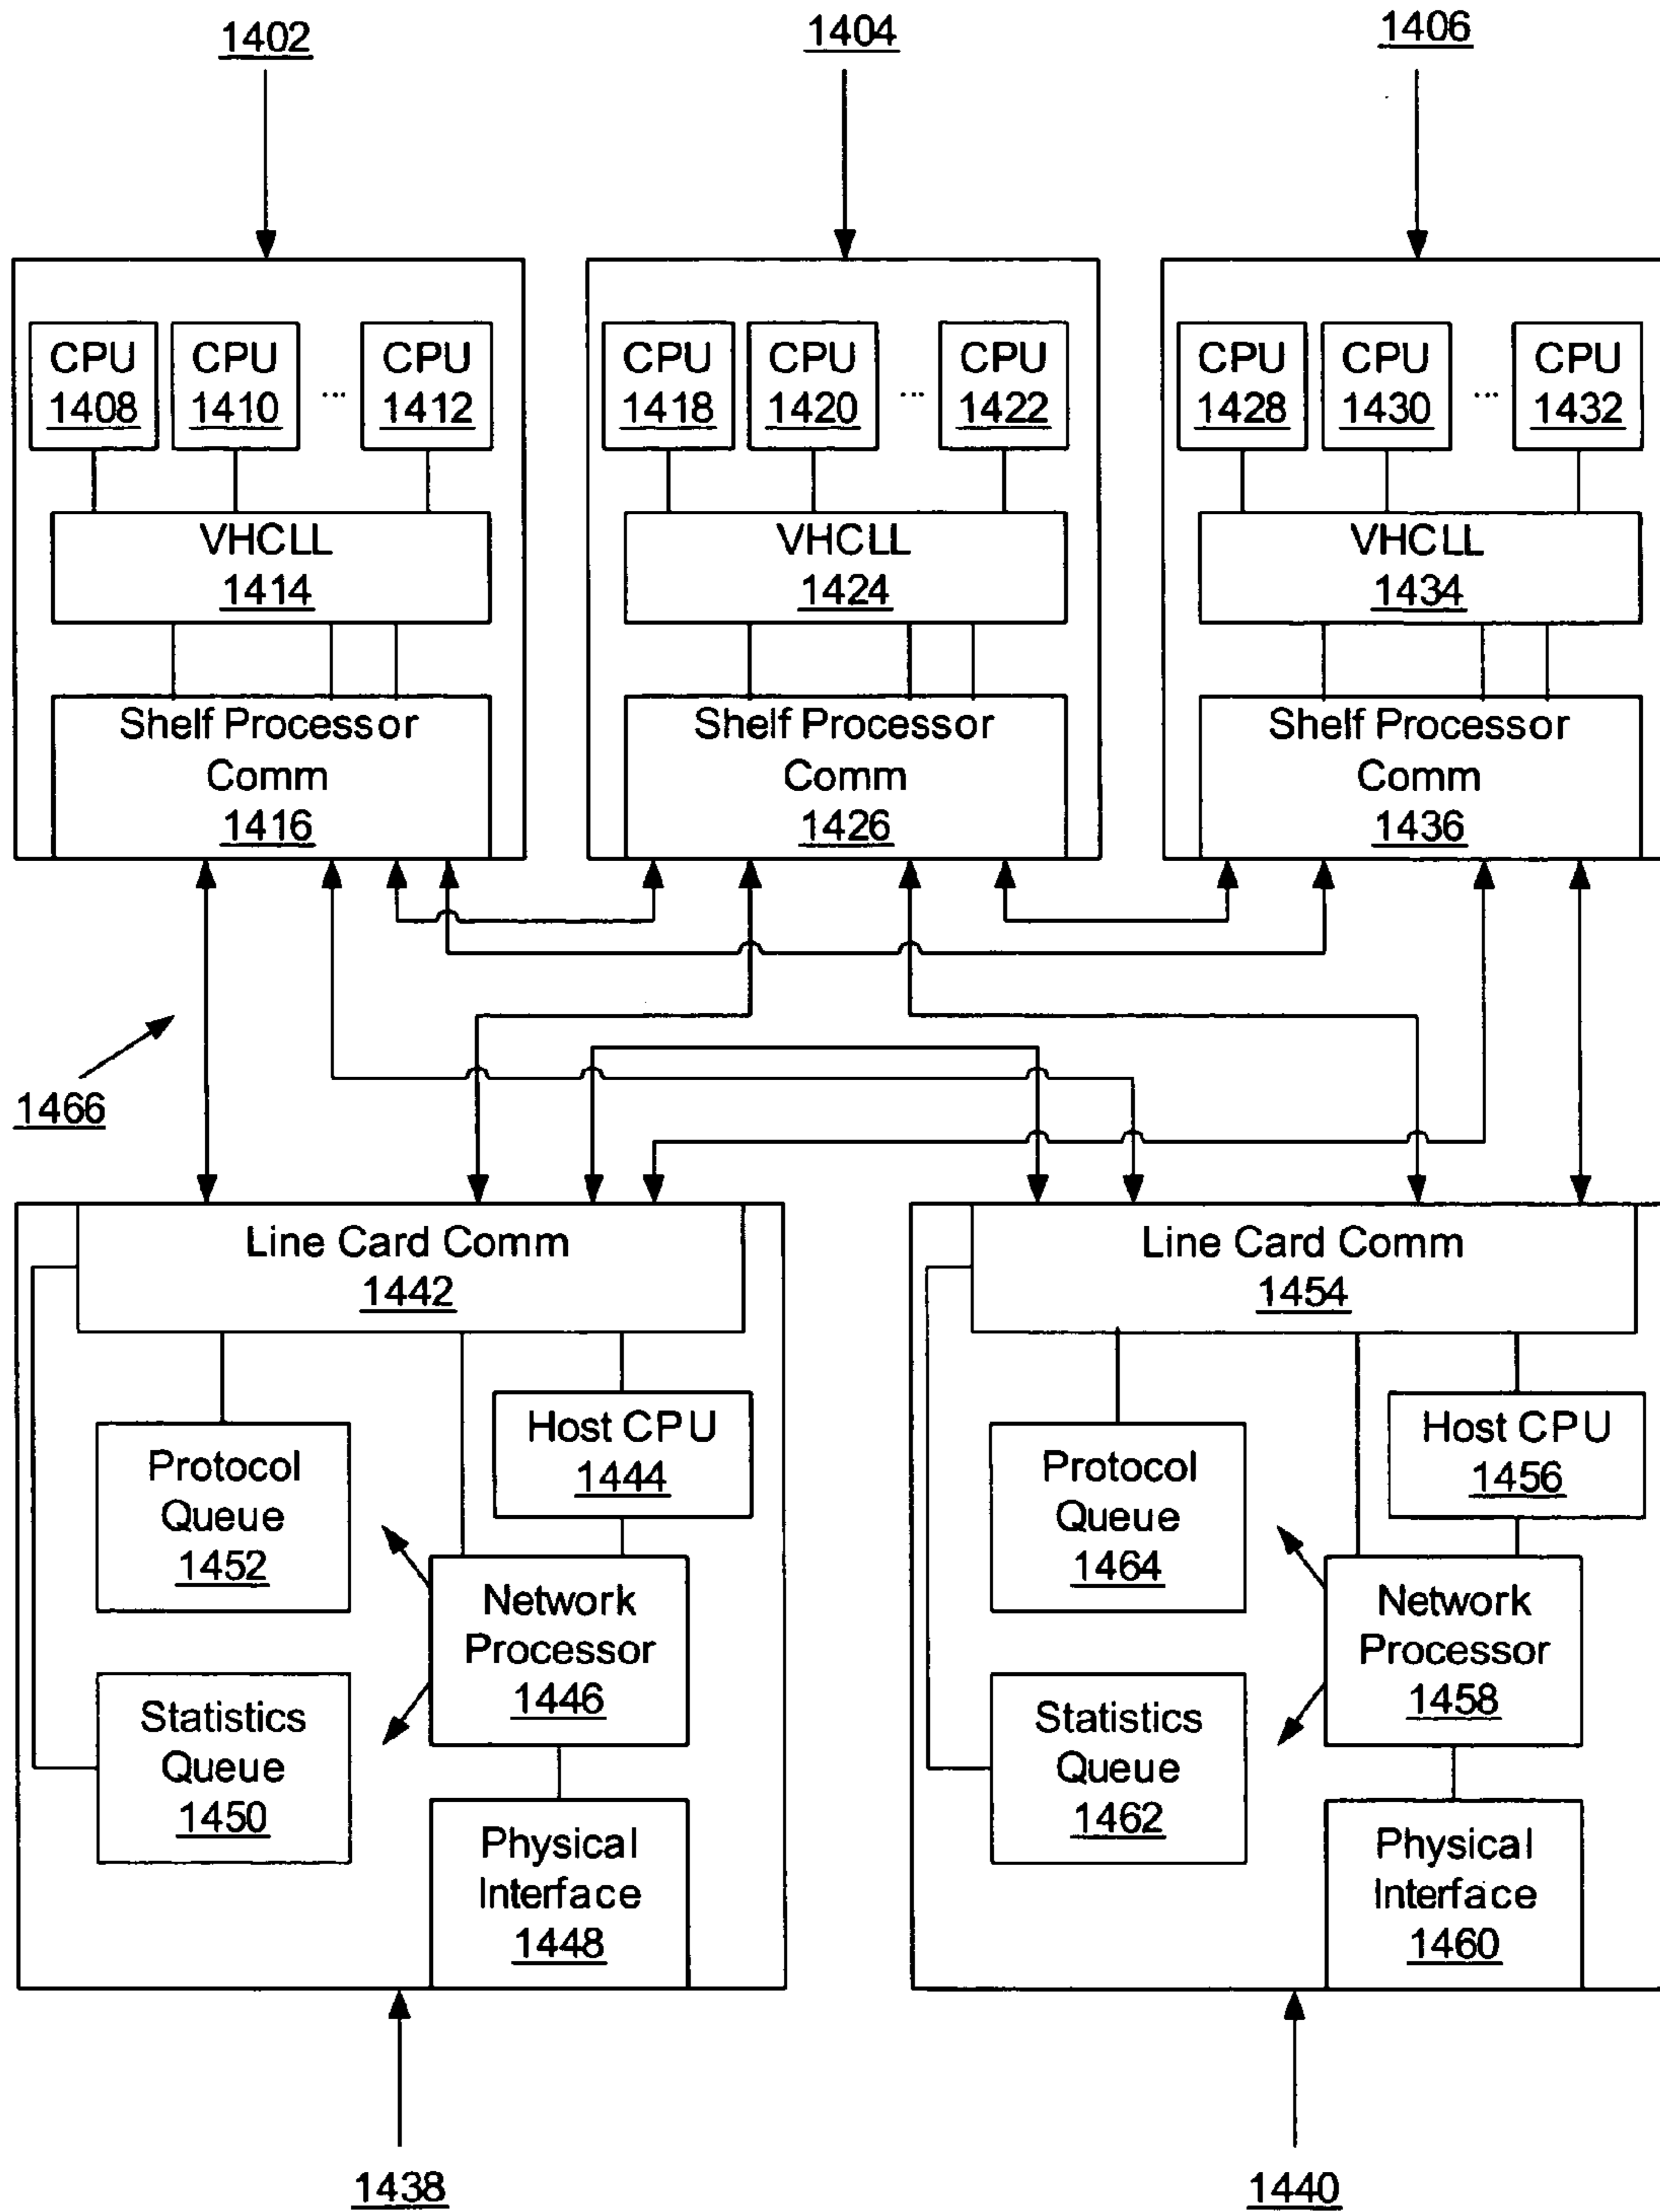 1402
1404
1406
CPU
1408
CPU
1410
...
CPU
1412
VHCLL
1414
Shelf Processor
Comm
1416
CPU
1418
CPU
1420
...
CPU
1422
VHCLL
1424
Shelf Processor
Comm
1426
CPU
1428
CPU
1430
...
CPU
1432
VHCLL
1434
Shelf Processor
Comm
1436
1466
Line Card Comm
1442
Host CPU
1444
Protocol
Queue
1452
Network
Processor
1446
Statistics
Queue
1450
Physical
Interface
1448
Line Card Comm
1454
Host CPU
1456
Protocol
Queue
1464
Network
Processor
1458
Statistics
Queue
1462
Physical
Interface
1460
1438
1440